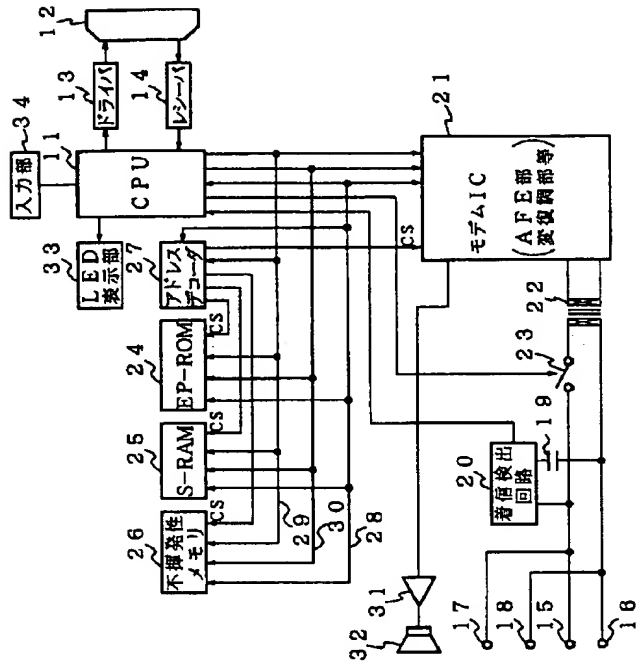 34
入力部
12
13
ドライバ
14
レシーバ
11
CPU
33
LED
表示部
27
アドレス
デコーダ
24
EP-ROM
25
S-RAM
26
不揮発性
メモリ
CS
CS
CS
CS
29
30
28
21
モデムIC
(AFE部
変復調部等)
22
23
19
20
着信検出
回路
31
32
17
18
15
16